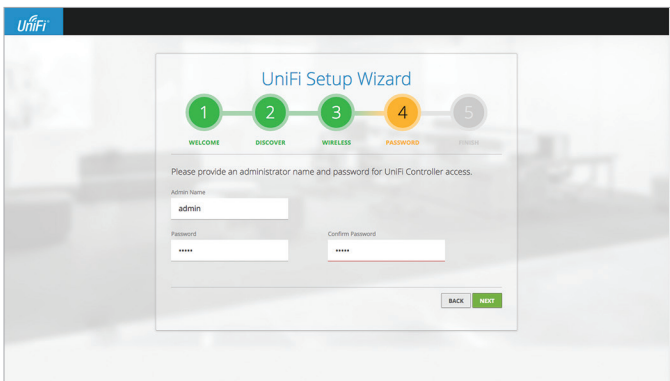 UniFi
UniFi Setup Wizard
1 2 3 4 5
WELCOME DISCOVER WIRELESS PASSWORD FINISH
Please provide an administrator name and password for UniFi Controller access.
Admin Name
admin
Password Confirm Password
••••• •••••
BACK NEXT